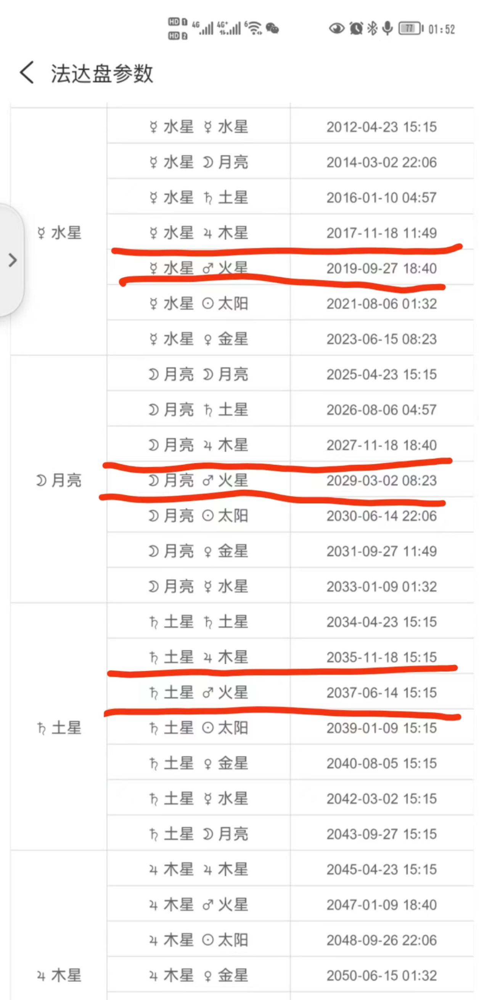 HD 1 4G 4G+ 6 77 01:52
HD 2
法达盘参数
☿ 水星 ☿ 水星 2012-04-23 15:15
☿ 水星 ☽ 月亮 2014-03-02 22:06
☿ 水星 ♄ 土星 2016-01-10 04:57
☿ 水星
☿ 水星 ♃ 木星 2017-11-18 11:49
☿ 水星 ♂ 火星 2019-09-27 18:40
☿ 水星 ☉ 太阳 2021-08-06 01:32
☿ 水星 ♀ 金星 2023-06-15 08:23
☽ 月亮 ☽ 月亮 2025-04-23 15:15
☽ 月亮 ♄ 土星 2026-08-06 04:57
☽ 月亮 ♃ 木星 2027-11-18 18:40
☽ 月亮
☽ 月亮 ♂ 火星 2029-03-02 08:23
☽ 月亮 ☉ 太阳 2030-06-14 22:06
☽ 月亮 ♀ 金星 2031-09-27 11:49
☽ 月亮 ☿ 水星 2033-01-09 01:32
♄ 土星 ♄ 土星 2034-04-23 15:15
♄ 土星 ♃ 木星 2035-11-18 15:15
♄ 土星 ♂ 火星 2037-06-14 15:15
♄ 土星
♄ 土星 ☉ 太阳 2039-01-09 15:15
♄ 土星 ♀ 金星 2040-08-05 15:15
♄ 土星 ☿ 水星 2042-03-02 15:15
♄ 土星 ☽ 月亮 2043-09-27 15:15
♃ 木星 ♃ 木星 2045-04-23 15:15
♃ 木星 ♂ 火星 2047-01-09 18:40
♃ 木星 ☉ 太阳 2048-09-26 22:06
♃ 木星
♃ 木星 ♀ 金星 2050-06-15 01:32